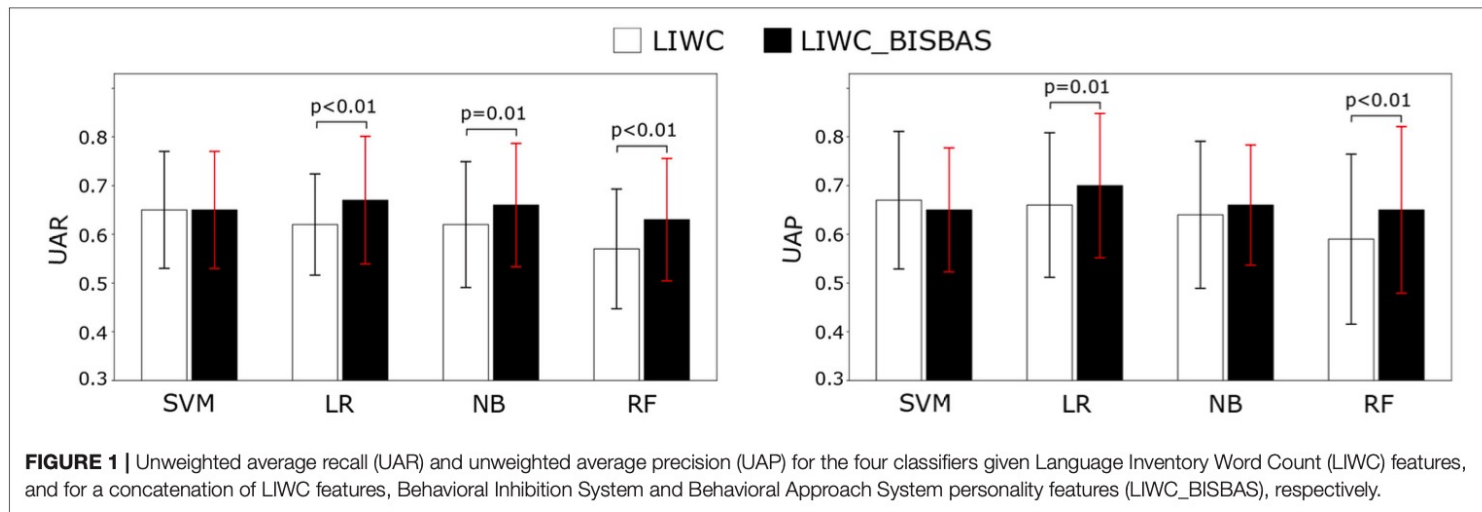 LIWC LIWC_BISBAS
UAR
0.8
0.7
0.6
0.5
0.4
0.3
p<0.01
p=0.01
p<0.01
SVM LR NB RF
UAP
0.8
0.7
0.6
0.5
0.4
0.3
p=0.01
p<0.01
SVM LR NB RF
FIGURE 1 | Unweighted average recall (UAR) and unweighted average precision (UAP) for the four classifiers given Language Inventory Word Count (LIWC) features,
and for a concatenation of LIWC features, Behavioral Inhibition System and Behavioral Approach System personality features (LIWC_BISBAS), respectively.